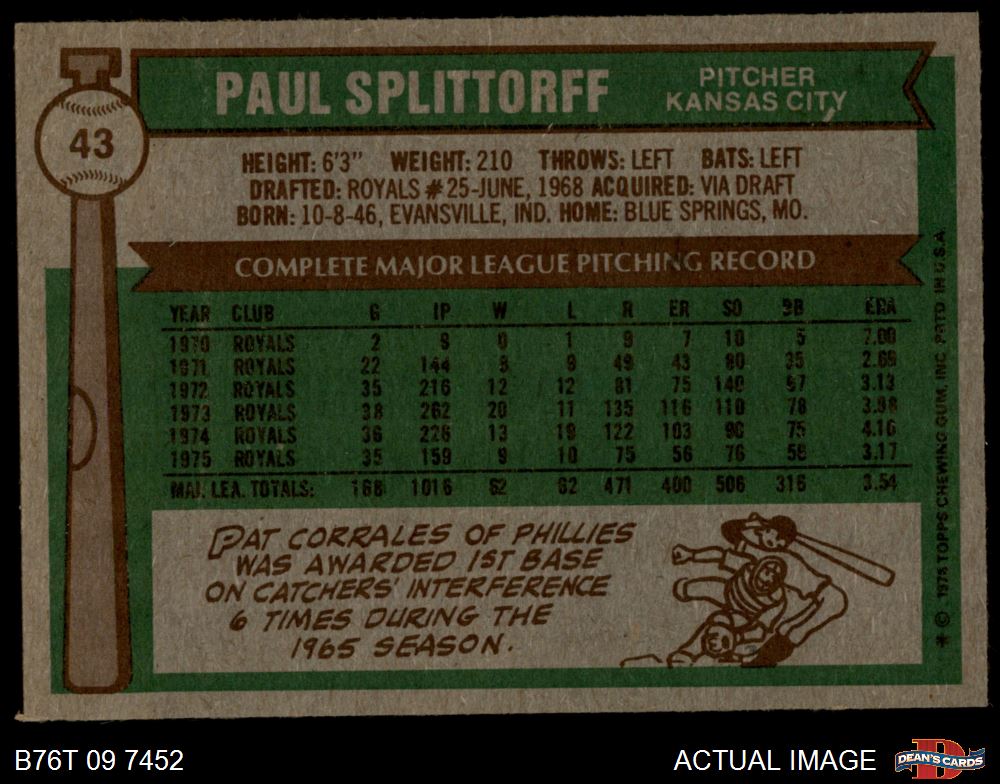 PAUL SPLITTORFF
PITCHER
KANSAS CITY
43
HEIGHT: 6'3" WEIGHT: 210 THROWS: LEFT BATS: LEFT
DRAFTED: ROYALS #25-JUNE, 1968 ACQUIRED: VIA DRAFT
BORN: 10-8-46, EVANSVILLE, IND. HOME: BLUE SPRINGS, MO.
COMPLETE MAJOR LEAGUE PITCHING RECORD
YEAR CLUB G IP W L R ER SO BB ERA
1970 ROYALS 2 9 0 1 9 7 10 5 7.00
1971 ROYALS 22 144 8 9 49 43 80 35 2.69
1972 ROYALS 35 216 12 12 81 75 140 67 3.13
1973 ROYALS 38 262 20 11 135 116 110 78 3.98
1974 ROYALS 36 226 13 19 122 103 90 75 4.10
1975 ROYALS 35 159 9 10 75 56 76 56 3.17
MAJ. LEA. TOTALS: 168 1016 62 62 471 400 506 316 3.54
PAT CORRALES OF PHILLIES
WAS AWARDED 1ST BASE
ON CATCHERS' INTERFERENCE
6 TIMES DURING THE
1965 SEASON.
* © 1976 TOPPS CHEWING GUM, INC. PRTD IN U.S.A.
B76T 09 7452
ACTUAL IMAGE
D
DEAN'S CARDS